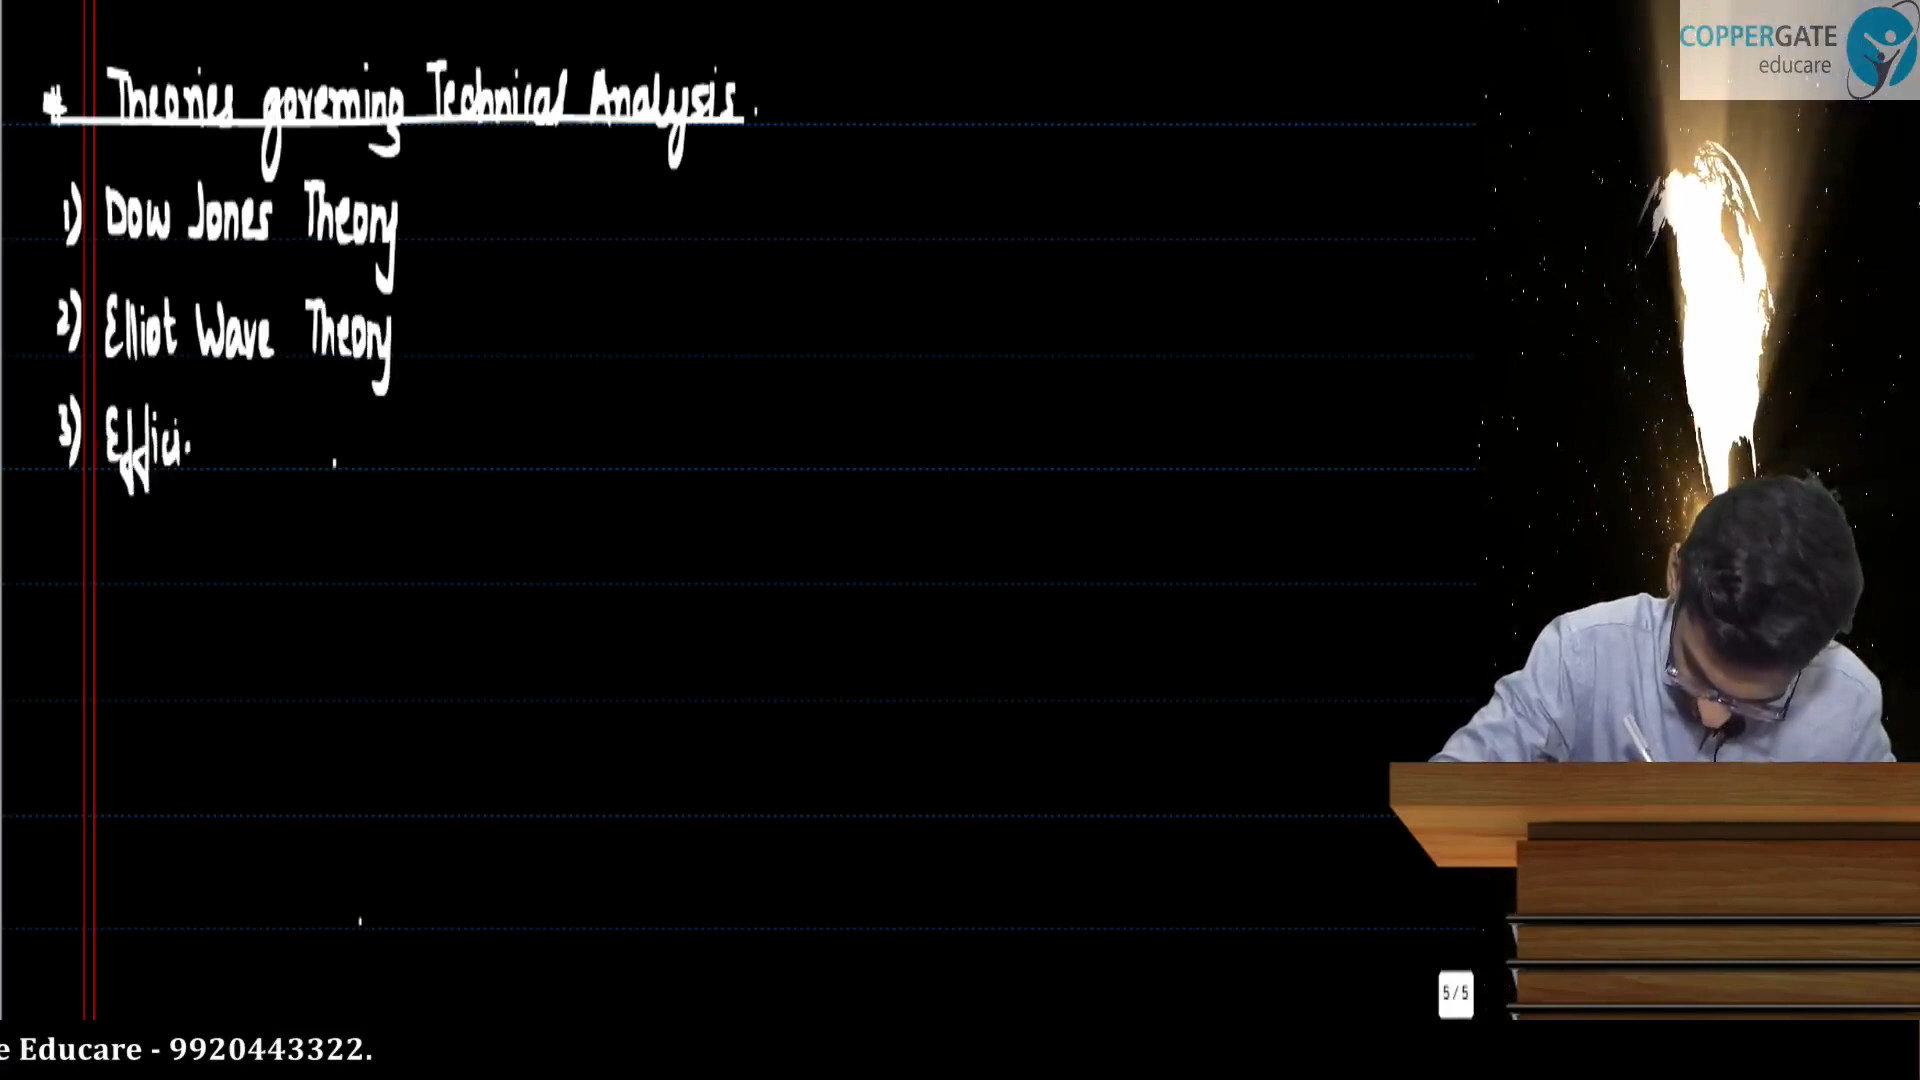 # Theories governing Technical Analysis.
1) Dow Jones Theory
2) Elliot Wave Theory
3) Effici
COPPERGATE
educare
5/5
e Educare - 9920443322.